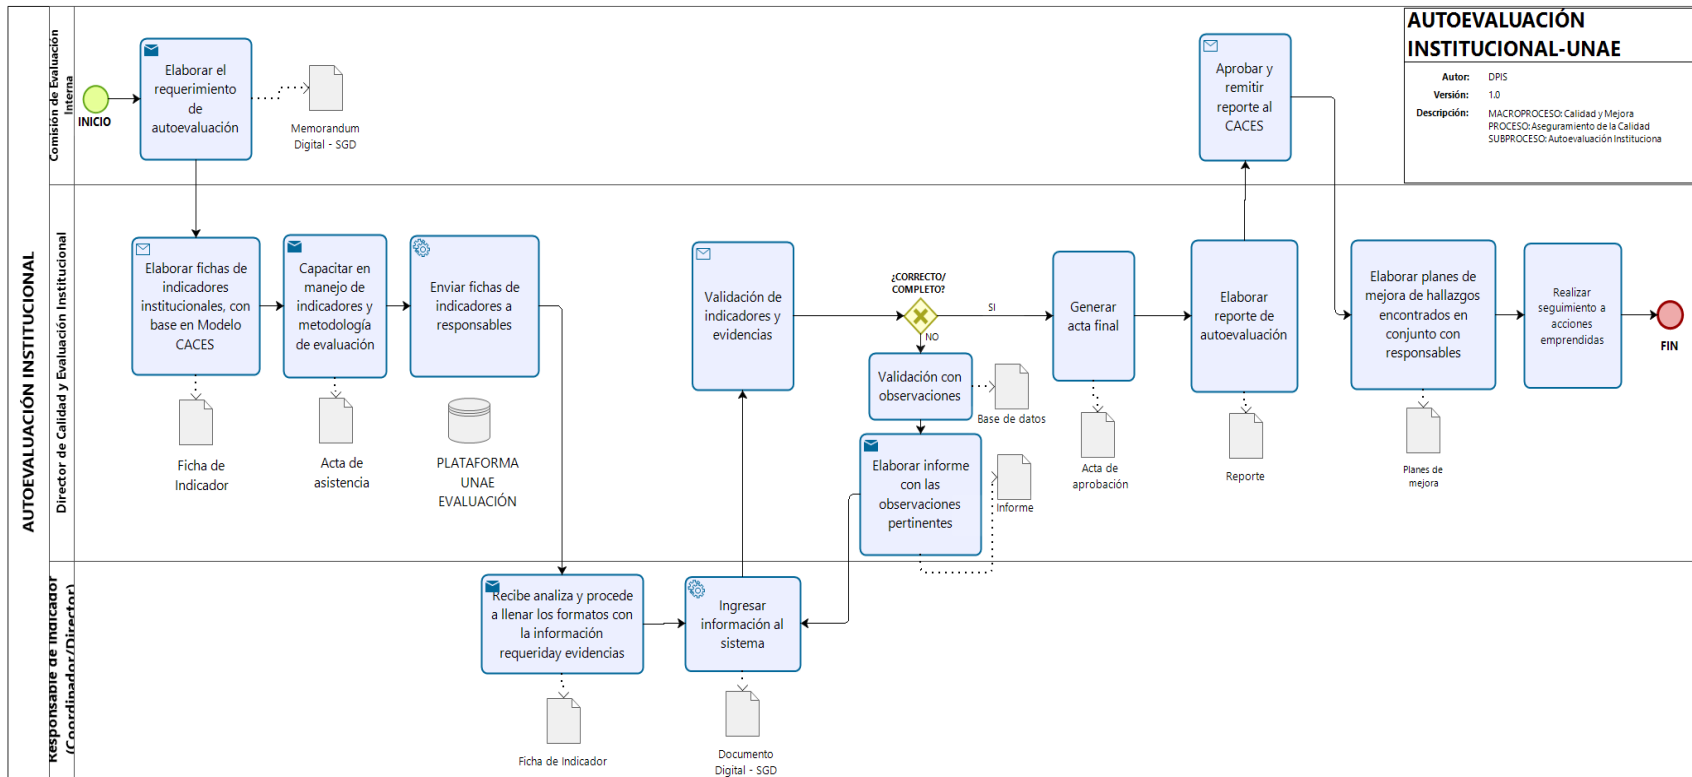 AUTOEVALUACIÓN INSTITUCIONAL
Comisión de Evaluación
Interna
INICIO
Elaborar el
requerimiento
de
autoevaluación
Memorandum
Digital - SGD
Aprobar y
remitir
reporte al
CACES
AUTOEVALUACIÓN
INSTITUCIONAL-UNAE
Autor: DPIS
Versión: 1.0
Descripción: MACROPROCESO: Calidad y Mejora
PROCESO: Aseguramiento de la Calidad
SUBPROCESO: Autoevaluación Instituciona
Director de Calidad y Evaluación Institucional
Elaborar fichas de
indicadores
institucionales, con
base en Modelo
CACES
Ficha de
Indicador
Capacitar en
manejo de
indicadores y
metodología
de evaluación
Acta de
asistencia
Enviar fichas de
indicadores a
responsables
PLATAFORMA
UNAE
EVALUACIÓN
Validación de
indicadores y
evidencias
¿CORRECTO/
COMPLETO?
SI
NO
Validación con
observaciones
Base de datos
Elaborar informe
con las
observaciones
pertinentes
Informe
Generar
acta final
Acta de
aprobación
Elaborar
reporte de
autoevaluación
Reporte
Elaborar planes de
mejora de hallazgos
encontrados en
conjunto con
responsables
Planes de
mejora
Realizar
seguimiento a
acciones
emprendidas
FIN
Responsable de Indicador
(Coordinador/Director)
Recibe analiza y procede
a llenar los formatos con
la información
requeriday evidencias
Ficha de Indicador
Ingresar
información al
sistema
Documento
Digital - SGD